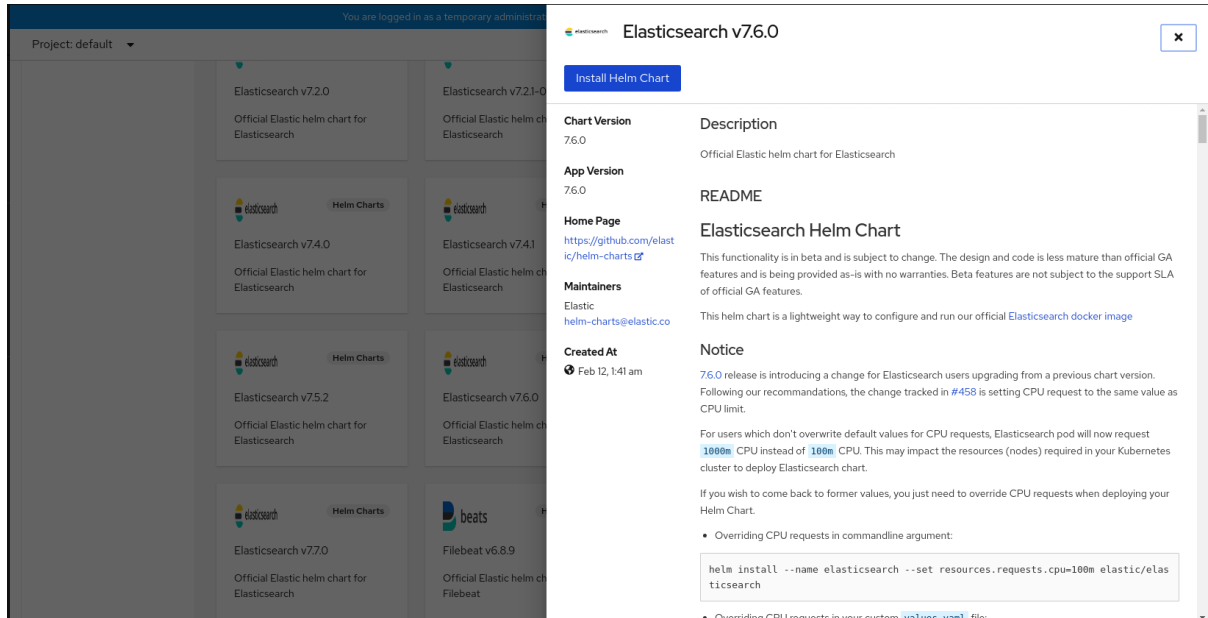 You are logged in as a temporary administrat
Project: default
Elasticsearch v7.2.0
Official Elastic helm chart for
Elasticsearch
Elasticsearch v7.2.1-0
Official Elastic helm ch
Elasticsearch
elasticsearch
Helm Charts
Elasticsearch v7.4.0
Official Elastic helm chart for
Elasticsearch
elasticsearch
H
Elasticsearch v7.4.1
Official Elastic helm ch
Elasticsearch
elasticsearch
Helm Charts
Elasticsearch v7.5.2
Official Elastic helm chart for
Elasticsearch
elasticsearch
H
Elasticsearch v7.6.0
Official Elastic helm ch
Elasticsearch
elasticsearch
Helm Charts
Elasticsearch v7.7.0
Official Elastic helm chart for
Elasticsearch
beats
H
Filebeat v6.8.9
Official Elastic helm ch
Filebeat
elasticsearch
Elasticsearch v7.6.0
Install Helm Chart
Chart Version
7.6.0
App Version
7.6.0
Home Page
https://github.com/elast
ic/helm-charts
Maintainers
Elastic
helm-charts@elastic.co
Created At
Feb 12, 1:41 am
Description
Official Elastic helm chart for Elasticsearch
README
Elasticsearch Helm Chart
This functionality is in beta and is subject to change. The design and code is less mature than official GA
features and is being provided as-is with no warranties. Beta features are not subject to the support SLA
of official GA features.
This helm chart is a lightweight way to configure and run our official Elasticsearch docker image
Notice
7.6.0 release is introducing a change for Elasticsearch users upgrading from a previous chart version.
Following our recommandations, the change tracked in #458 is setting CPU request to the same value as
CPU limit.
For users which don't overwrite default values for CPU requests, Elasticsearch pod will now request
1000m CPU instead of 100m CPU. This may impact the resources (nodes) required in your Kubernetes
cluster to deploy Elasticsearch chart.
If you wish to come back to former values, you just need to override CPU requests when deploying your
Helm Chart.
• Overriding CPU requests in commandline argument:
helm install --name elasticsearch --set resources.requests.cpu=100m elastic/elas
ticsearch
• Overriding CPU requests in your custom values.yaml file: